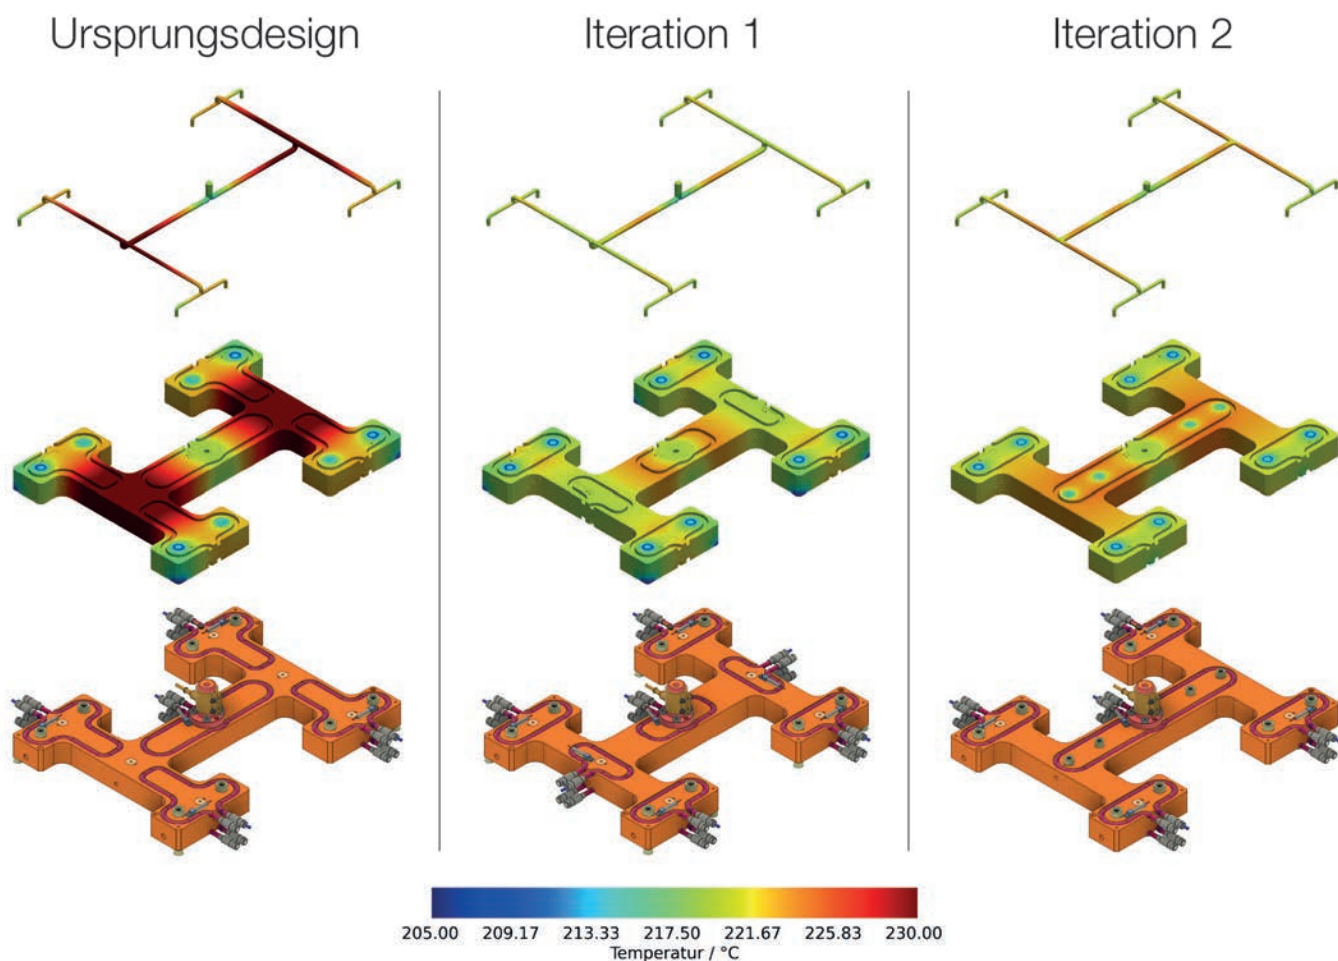 Ursprungsdesign
Iteration 1
Iteration 2
205.00 209.17 213.33 217.50 221.67 225.83 230.00
Temperatur / °C